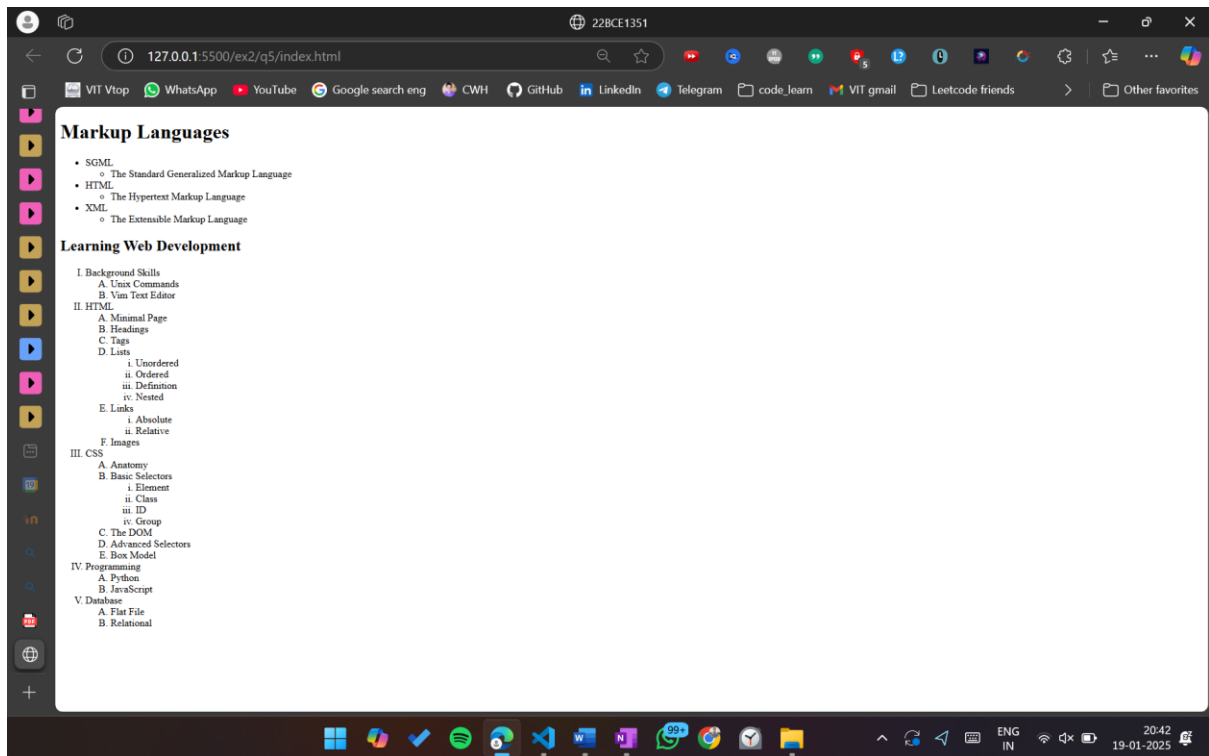 22BCE1351
127.0.0.1:5500/ex2/q5/index.html
5
VIT Vtop WhatsApp YouTube Google search eng CWH GitHub LinkedIn Telegram code_learn VIT gmail Leetcode friends Other favorites
Markup Languages
• SGML
○ The Standard Generalized Markup Language
• HTML
○ The Hypertext Markup Language
• XML
○ The Extensible Markup Language
Learning Web Development
I. Background Skills
A. Unix Commands
B. Vim Text Editor
II. HTML
A. Minimal Page
B. Headings
C. Tags
D. Lists
i. Unordered
ii. Ordered
iii. Definition
iv. Nested
E. Links
i. Absolute
ii. Relative
F. Images
III. CSS
A. Anatomy
B. Basic Selectors
i. Element
ii. Class
iii. ID
iv. Group
C. The DOM
D. Advanced Selectors
E. Box Model
IV. Programming
A. Python
B. JavaScript
V. Database
A. Flat File
B. Relational
99+
ENG 20:42
IN 19-01-2025